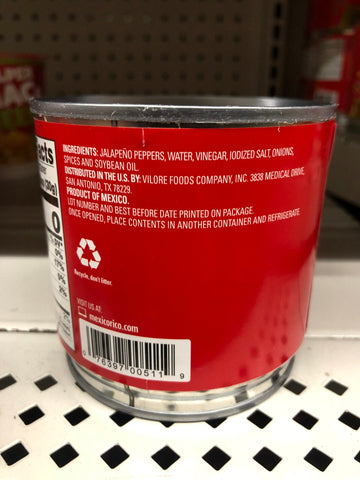 INGREDIENTS: JALAPEÑO PEPPERS, WATER, VINEGAR, IODIZED SALT, ONIONS,
SPICES AND SOYBEAN OIL.
DISTRIBUTED IN THE U.S. BY: VILORE FOODS COMPANY, INC. 3838 MEDICAL DRIVE,
SAN ANTONIO, TX 78229.
PRODUCT OF MEXICO.
LOT NUMBER AND BEST BEFORE DATE PRINTED ON PACKAGE.
ONCE OPENED, PLACE CONTENTS IN ANOTHER CONTAINER AND REFRIGERATE.
Recycle, don't litter.
VISIT US AT:
mexicorico.com
76397 00511 9
acts
0